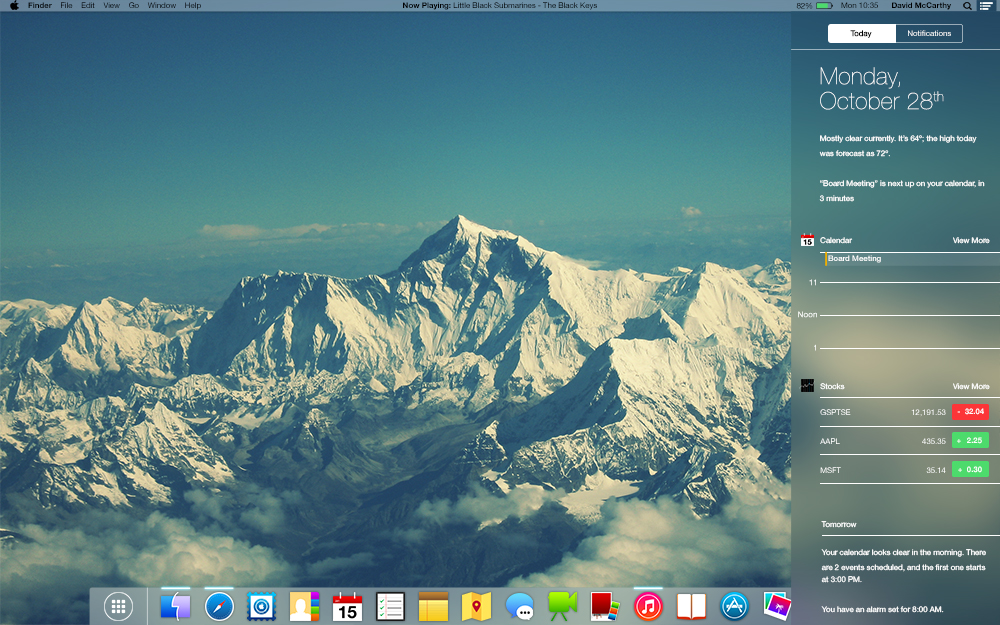 Finder File Edit View Go Window Help Now Playing: Little Black Submarines - The Black Keys 82% Mon 10:35 David McCarthy
Today Notifications
Monday,
October 28th
Mostly clear currently. It's 64º; the high today
was forecast as 72º.
"Board Meeting" is next up on your calendar, in
3 minutes
15 Calendar View More
Board Meeting
11
Noon
1
Stocks View More
GSPTSE 12,191.53 - 32.04
AAPL 435.35 + 2.25
MSFT 35.14 + 0.30
Tomorrow
Your calendar looks clear in the morning. There
are 2 events scheduled, and the first one starts
at 3:00 PM.
You have an alarm set for 8:00 AM.
15